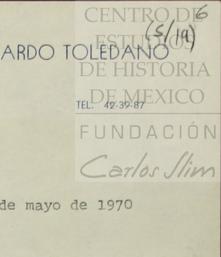 CENTRO DE 6
ESTUDIOS (S/19)
ARDO TOLEDANO
DE HISTORIA
DE MEXICO
TEL. 42-39-87
FUNDACIÓN
Carlos Slim
de mayo de 1970